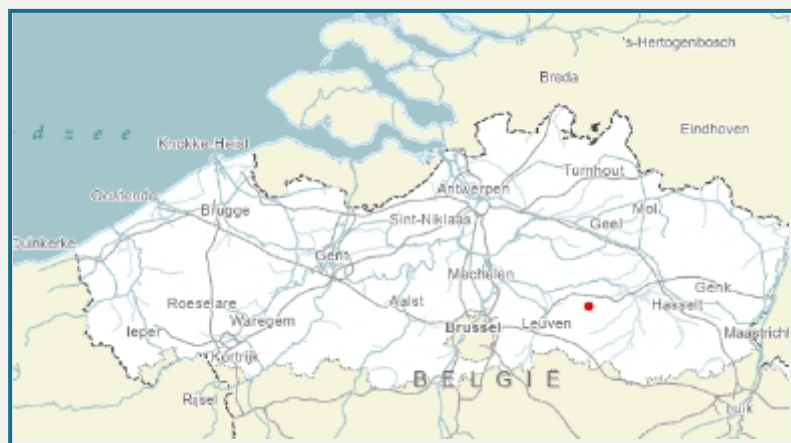 's-Hertogenbosch
Breda
Eindhoven
d z e e
Knokke-Heist
Turnhout
Antwerpen
Oostende
Mol
Brugge
Sint-Niklaas
Geel
Duinkerke
Gent
Mechelen
Genk
Roeselare
Aalst
Hasselt
Waregem
Leuven
Ieper
Brussel
Maastricht
Kortrijk
BELGIË
Rijsel
Luik